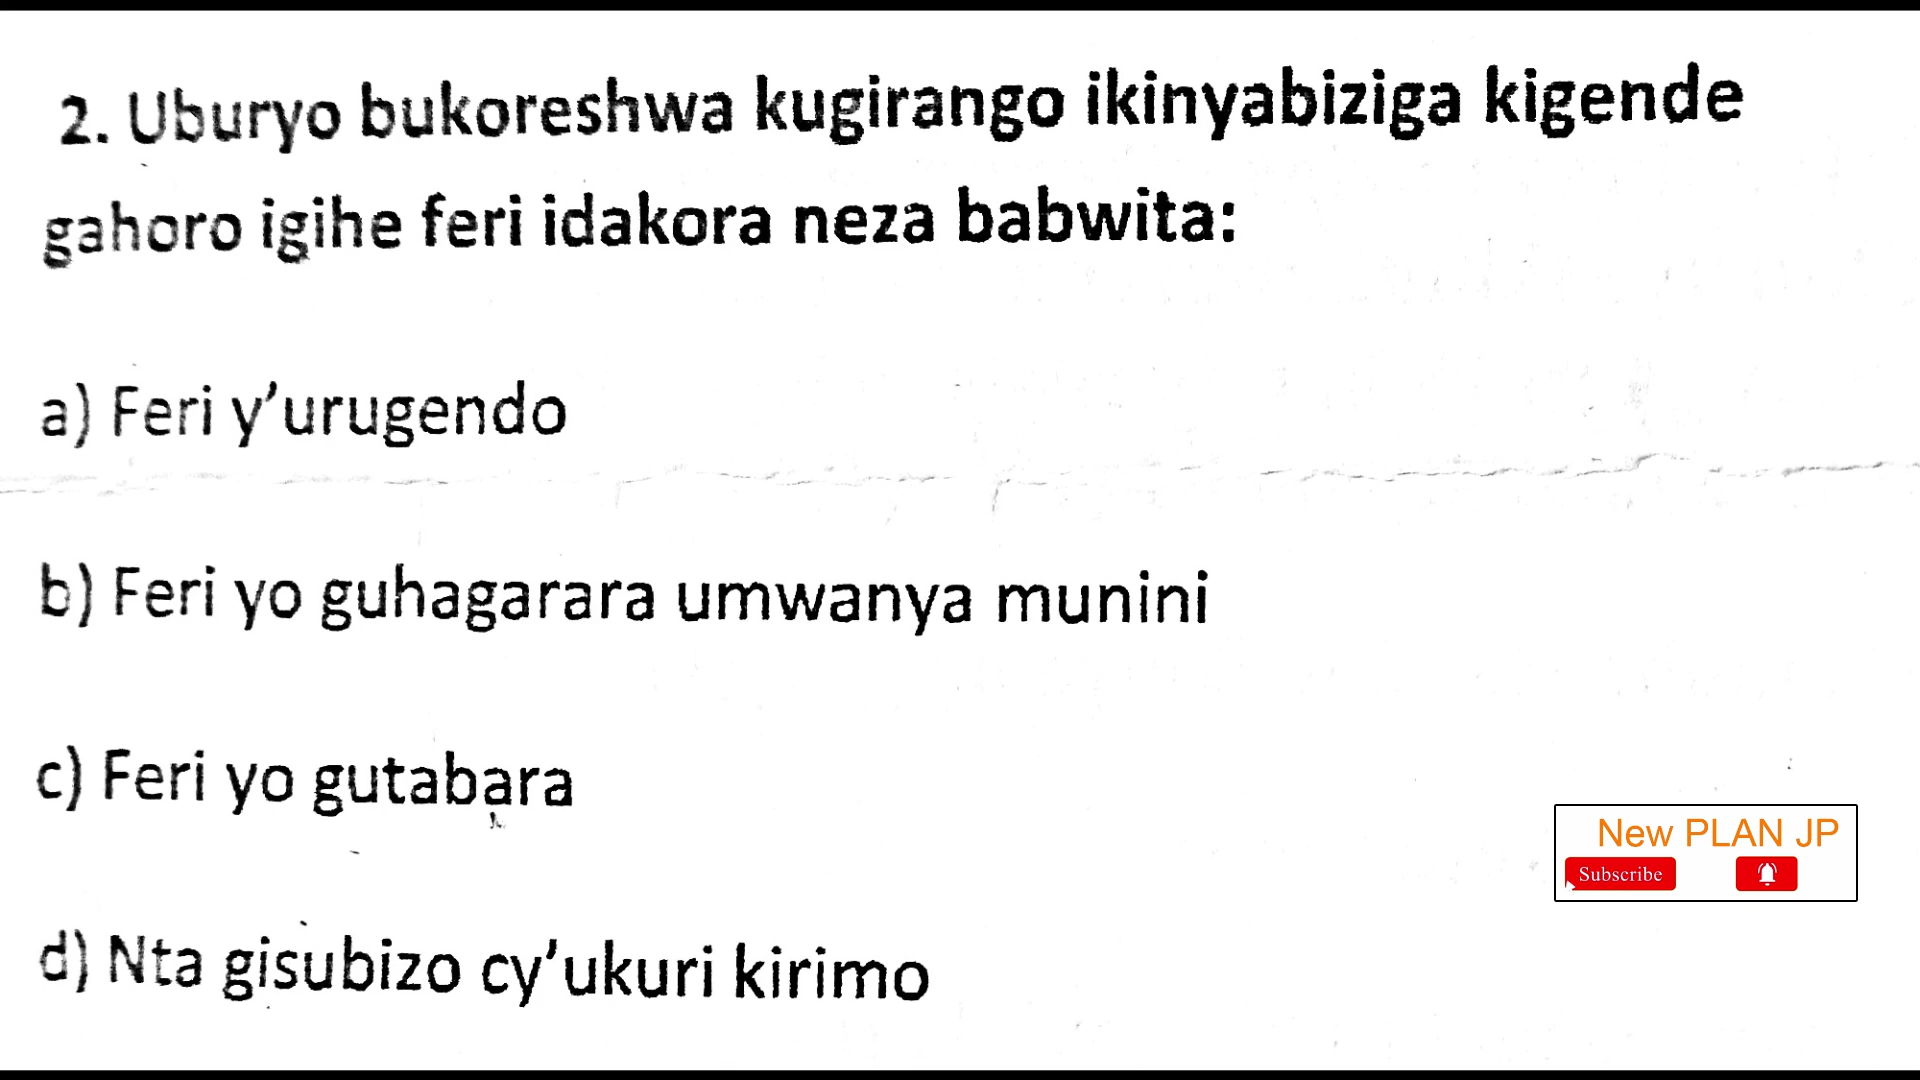 2. Uburyo bukoreshwa kugirango ikinyabiziga kigende
gahoro igihe feri idakora neza babwita:
a) Feri y’urugendo
b) Feri yo guhagarara umwanya munini
c) Feri yo gutabara
d) Nta gisubizo cy’ukuri kirimo
New PLAN JP
Subscribe